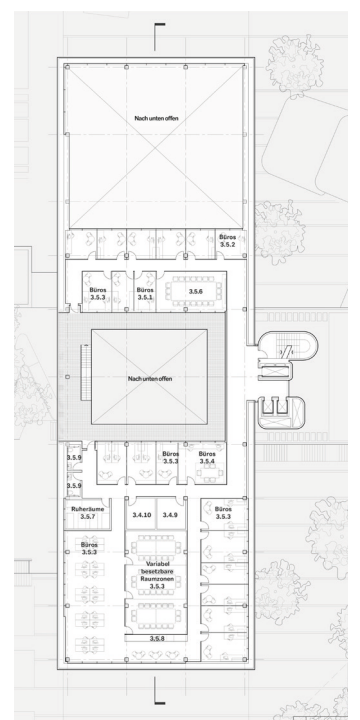 Nach unten offen
Büros
3.5.2
Büros
3.5.3
Büros
3.5.1
3.5.6
Nach unten offen
3.5.9
3.5.9
Büros
3.5.3
Büros
3.5.4
Ruheräume
3.5.7
3.4.10
3.4.9
Büros
3.5.3
Büros
3.5.3
Variabel
besetzbare
Raumzonen
3.5.3
3.5.8